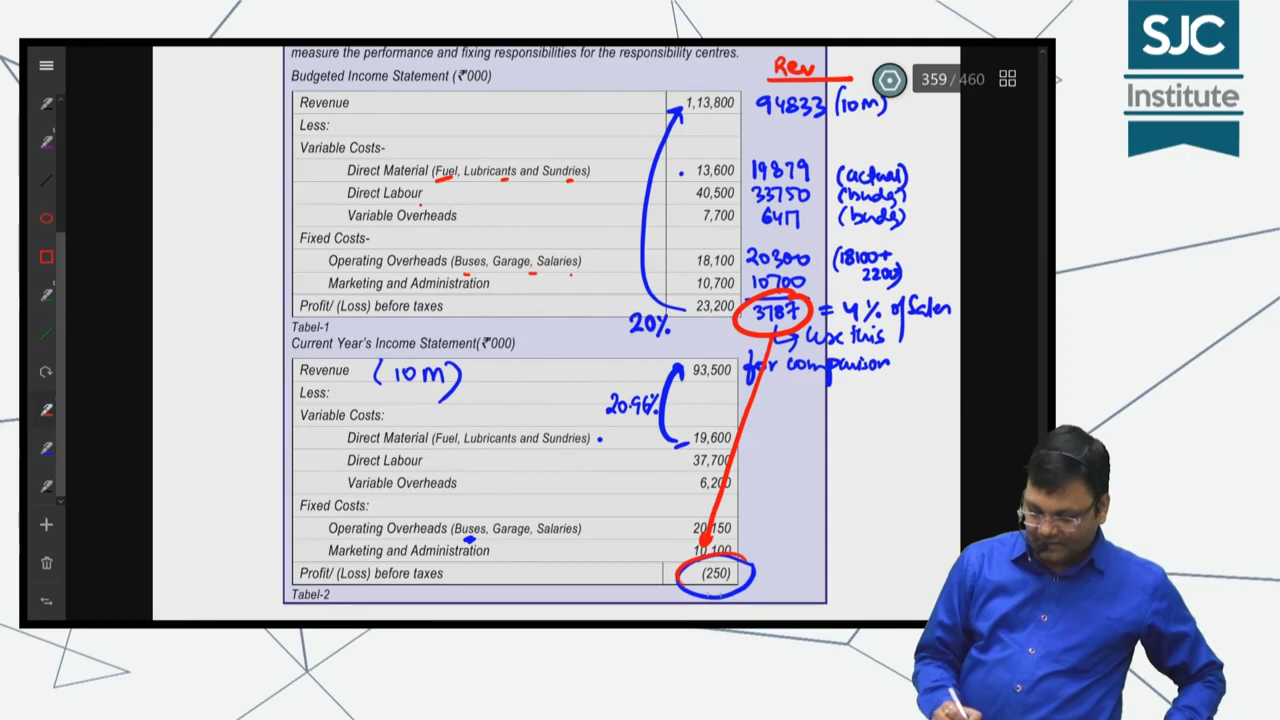 SJC
Institute
359 / 460
measure the performance and fixing responsibilities for the responsibility centres.
Budgeted Income Statement (₹'000)
Rev
Revenue 1,13,800 94833 (10M)
Less:
Variable Costs-
Direct Material (Fuel, Lubricants and Sundries) 13,600 19879 (actual)
Direct Labour 40,500 33750 (budg)
Variable Overheads 7,700 6417 (budg)
Fixed Costs-
Operating Overheads (Buses, Garage, Salaries) 18,100 20300 (18100+
2200)
Marketing and Administration 10,700 10700
Profit/ (Loss) before taxes 23,200 3787 = 4% of Sales
20%
Tabel-1
↳ Use this
for comparison
Current Year's Income Statement(₹'000)
Revenue (10M) 93,500
Less:
20.96%
Variable Costs:
Direct Material (Fuel, Lubricants and Sundries) 19,600
Direct Labour 37,700
Variable Overheads 6,200
Fixed Costs:
Operating Overheads (Buses, Garage, Salaries) 20,150
Marketing and Administration 10,100
Profit/ (Loss) before taxes (250)
Tabel-2